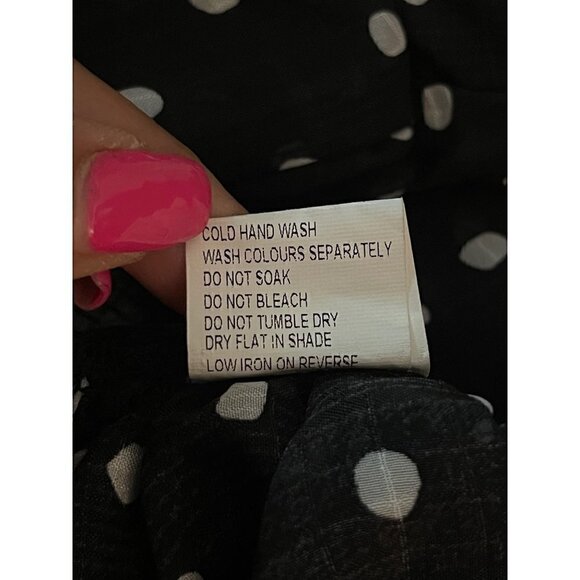 COLD HAND WASH
WASH COLOURS SEPARATELY
DO NOT SOAK
DO NOT BLEACH
DO NOT TUMBLE DRY
DRY FLAT IN SHADE
LOW IRON ON REVERSE